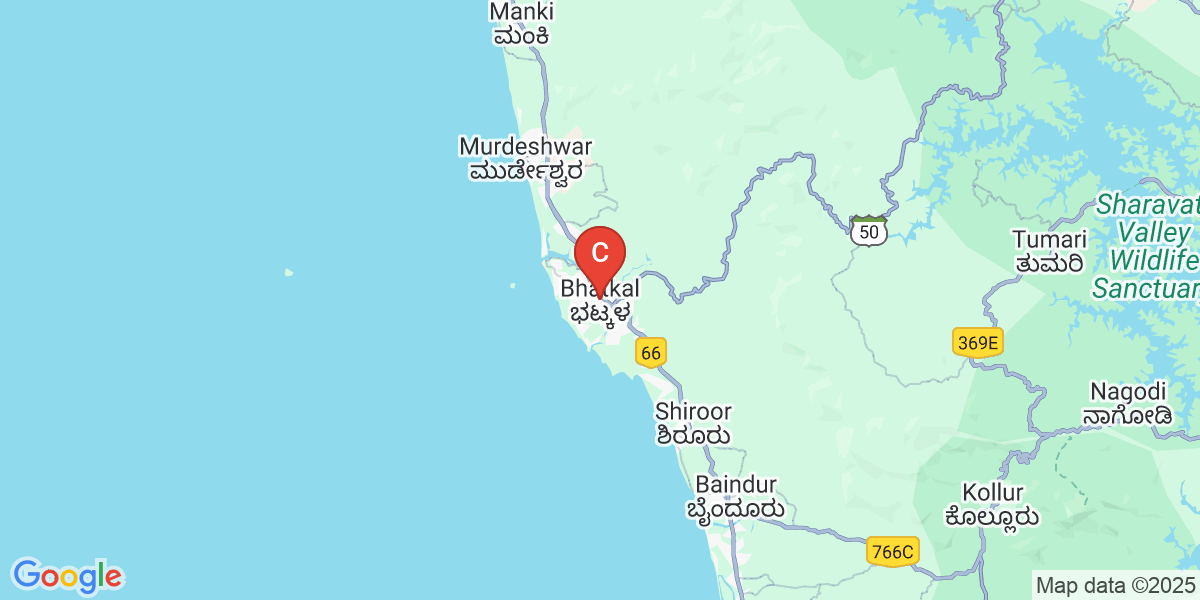 Manki
ಮಂಕಿ
Murdeshwar
ಮುರ್ಡೇಶ್ವರ
50
Sharavat
Valley
Wildlife
Sanctuar
Tumari
ತುಮರಿ
C
Bhatkal
ಭಟ್ಕಳ
66
369E
Nagodi
ನಾಗೋಡಿ
Shiroor
ಶಿರೂರು
Baindur
ಬೈಂದೂರು
Kollur
ಕೊಲ್ಲೂರು
766C
Google
Map data ©2025